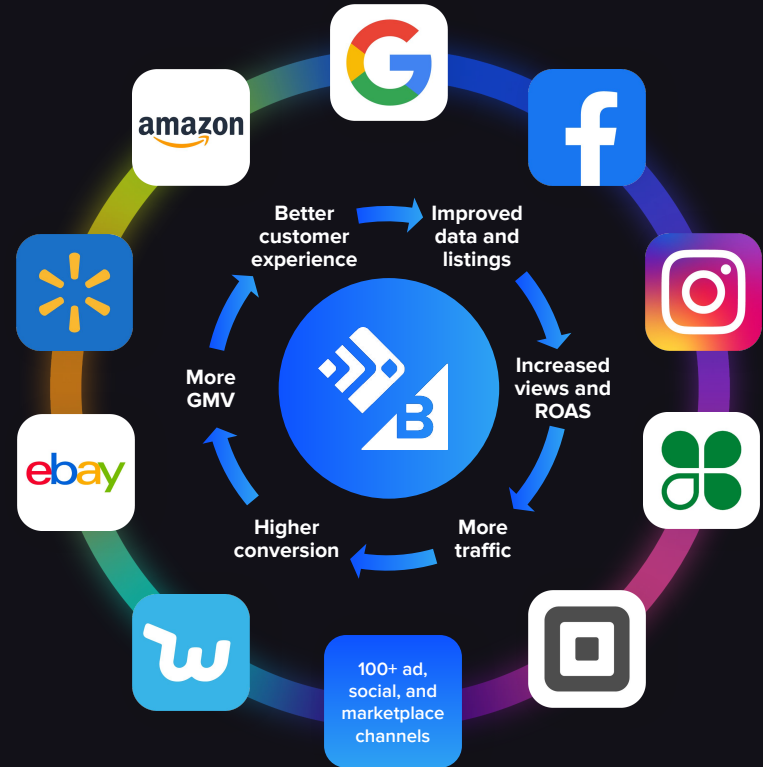 amazon
Better
customer
experience
Improved
data and
listings
Increased
views and
ROAS
More
traffic
Higher
conversion
More
GMV
B
ebay
100+ ad,
social, and
marketplace
channels